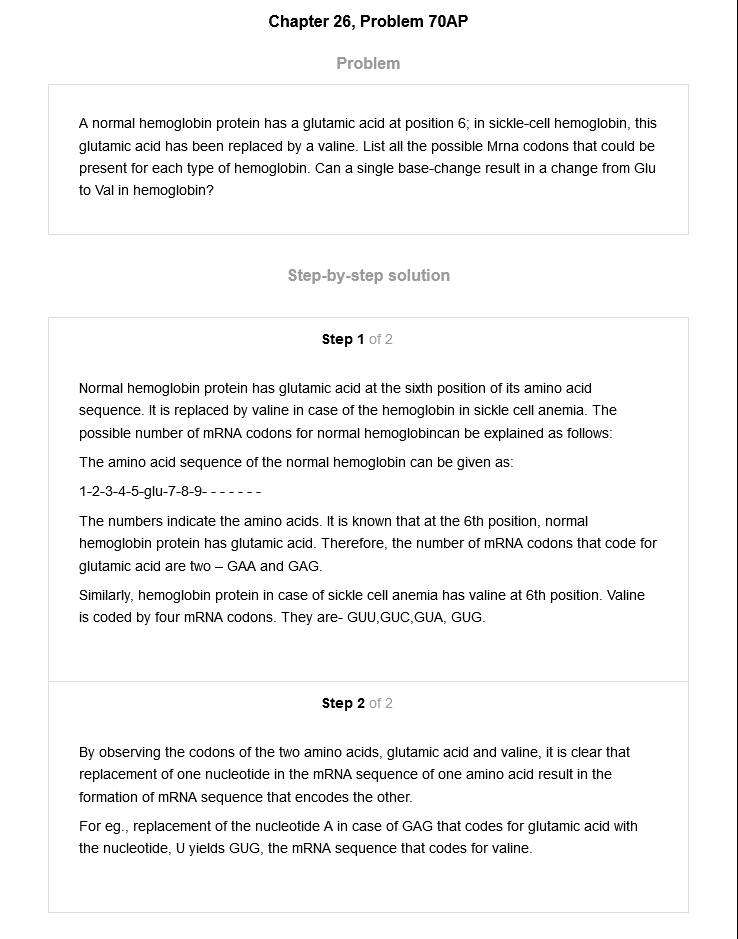 Chapter 26, Problem 70AP
Problem
A normal hemoglobin protein has a glutamic acid at position 6; in sickle-cell hemoglobin, this
glutamic acid has been replaced by a valine. List all the possible Mrna codons that could be
present for each type of hemoglobin. Can a single base-change result in a change from Glu
to Val in hemoglobin?
Step-by-step solution
Step 1 of 2
Normal hemoglobin protein has glutamic acid at the sixth position of its amino acid
sequence. It is replaced by valine in case of the hemoglobin in sickle cell anemia. The
possible number of mRNA codons for normal hemoglobincan be explained as follows:
The amino acid sequence of the normal hemoglobin can be given as:
1-2-3-4-5-glu-7-8-9- - - - - - -
The numbers indicate the amino acids. It is known that at the 6th position, normal
hemoglobin protein has glutamic acid. Therefore, the number of mRNA codons that code for
glutamic acid are two – GAA and GAG.
Similarly, hemoglobin protein in case of sickle cell anemia has valine at 6th position. Valine
is coded by four mRNA codons. They are- GUU,GUC,GUA, GUG.
Step 2 of 2
By observing the codons of the two amino acids, glutamic acid and valine, it is clear that
replacement of one nucleotide in the mRNA sequence of one amino acid result in the
formation of mRNA sequence that encodes the other.
For eg., replacement of the nucleotide A in case of GAG that codes for glutamic acid with
the nucleotide, U yields GUG, the mRNA sequence that codes for valine.